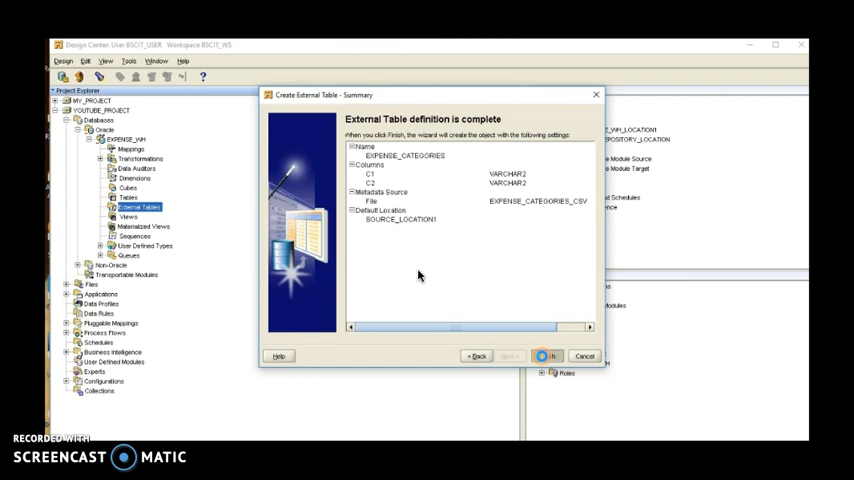 Design Center: User BSCIT_USER Workspace BSCIT_WS
Design Edit View Tools Window Help
Project Explorer
MY_PROJECT
YOUTUBE_PROJECT
Databases
Oracle
EXPENSE_WH
Mappings
Transformations
Data Auditors
Dimensions
Cubes
Tables
External Tables
Views
Materialized Views
Sequences
User Defined Types
Queues
Non-Oracle
Transportable Modules
Files
Applications
Data Profiles
Data Rules
Pluggable Mappings
Process Flows
Schedules
Business Intelligence
User Defined Modules
Experts
Configurations
Collections
Create External Table - Summary
External Table definition is complete
When you click Finish, the wizard will create the object with the following settings:
Name
EXPENSE_CATEGORIES
Columns
C1 VARCHAR2
C2 VARCHAR2
Metadata Source
File EXPENSE_CATEGORIES_CSV
Default Location
SOURCE_LOCATION1
Help
< Back
Next >
Cancel
Module Source
Module Target
Roles
RECORDED WITH
SCREENCAST MATIC